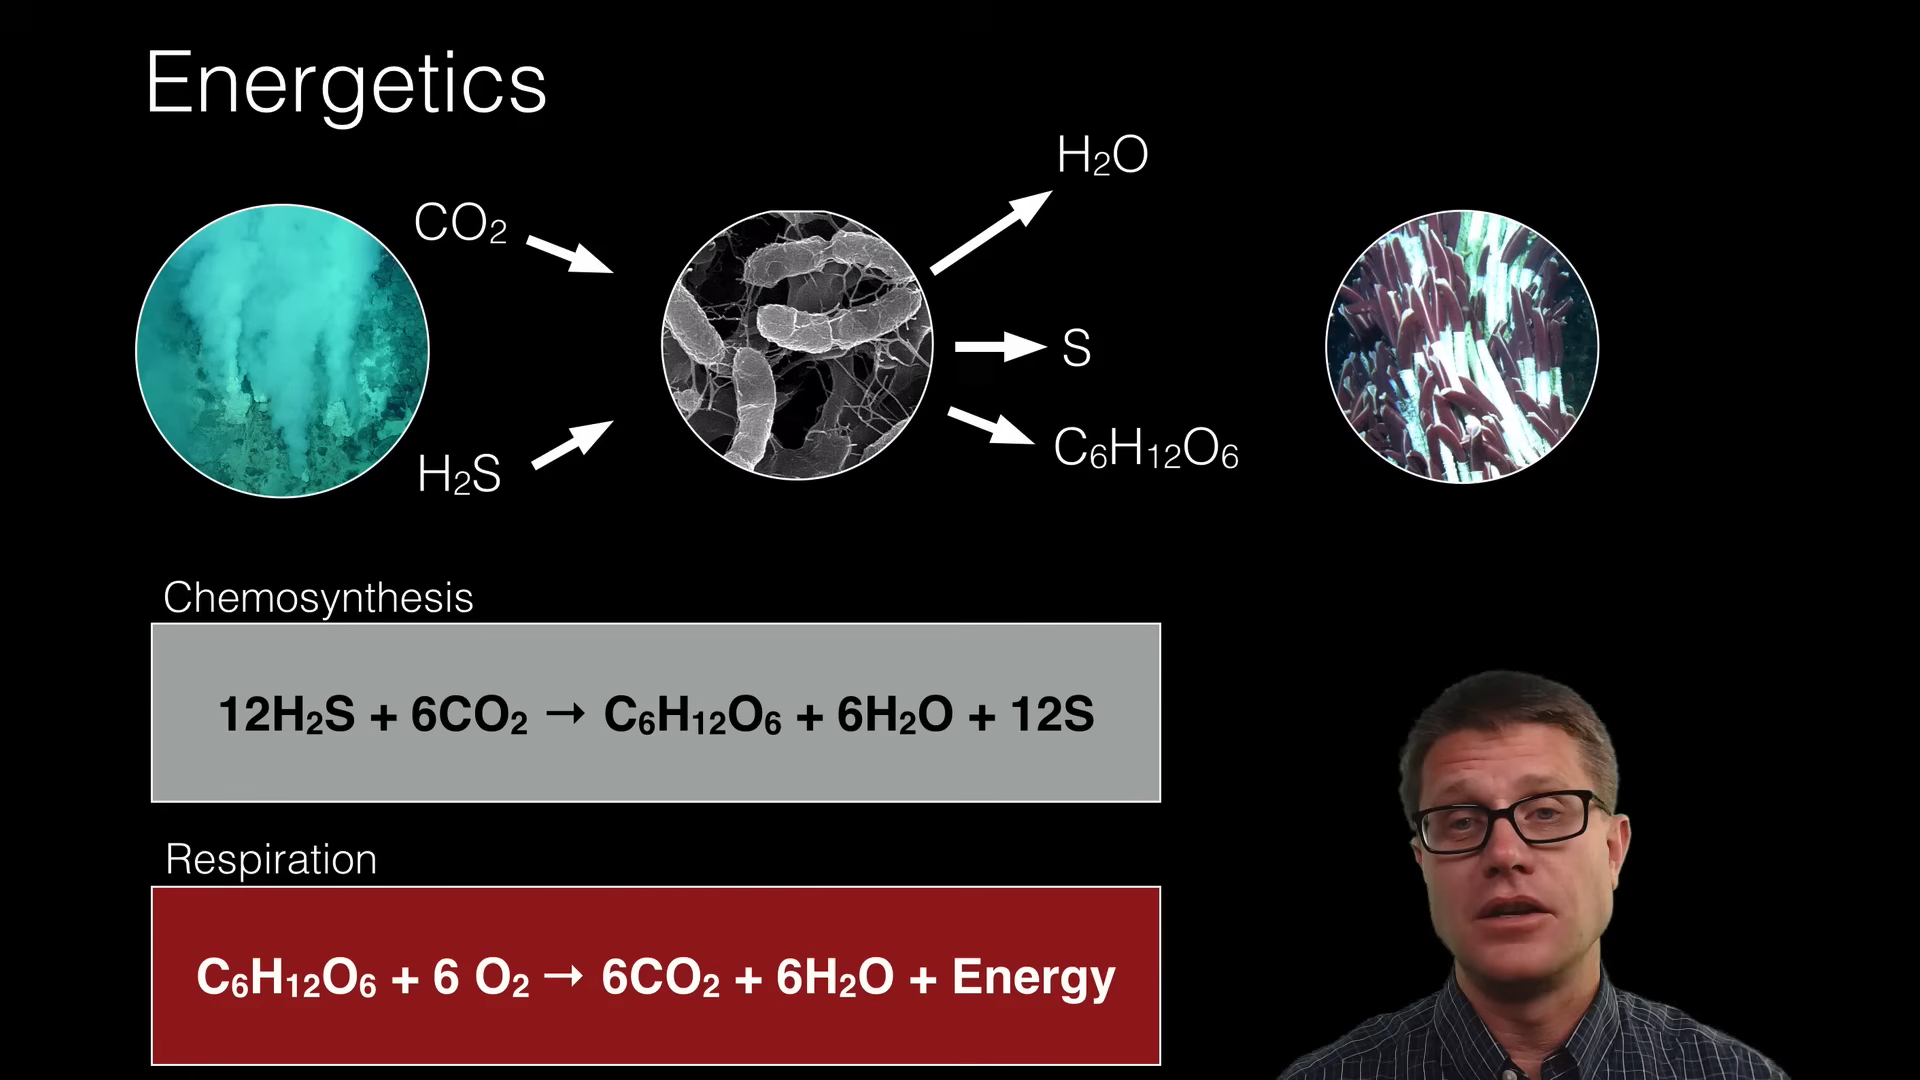 Energetics
CO₂
H₂S
H₂O
S
C₆H₁₂O₆
Chemosynthesis
12H₂S + 6CO₂ → C₆H₁₂O₆ + 6H₂O + 12S
Respiration
C₆H₁₂O₆ + 6 O₂ → 6CO₂ + 6H₂O + Energy